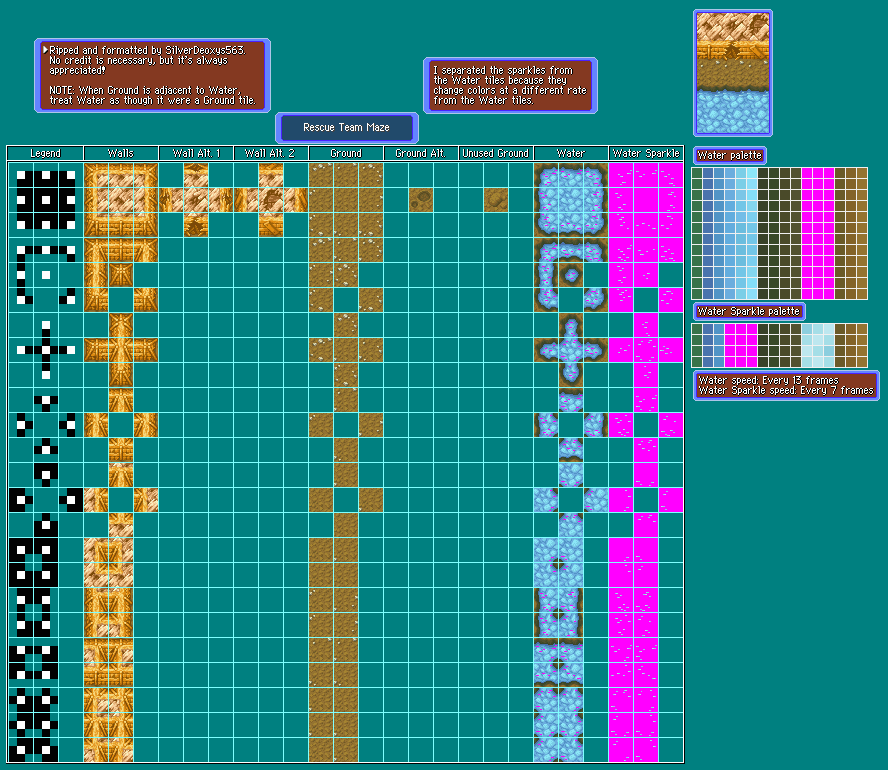 Ripped and formatted by SilverDeoxys563.
No credit is necessary, but it's always
appreciated!
NOTE: When Ground is adjacent to Water,
treat Water as though it were a Ground tile.
I separated the sparkles from
the Water tiles because they
change colors at a different rate
from the Water tiles.
Rescue Team Maze
Legend
Walls
Wall Alt. 1
Wall Alt. 2
Ground
Ground Alt.
Unused Ground
Water
Water Sparkle
Water palette
Water Sparkle palette
Water speed: Every 13 frames
Water Sparkle speed: Every 7 frames